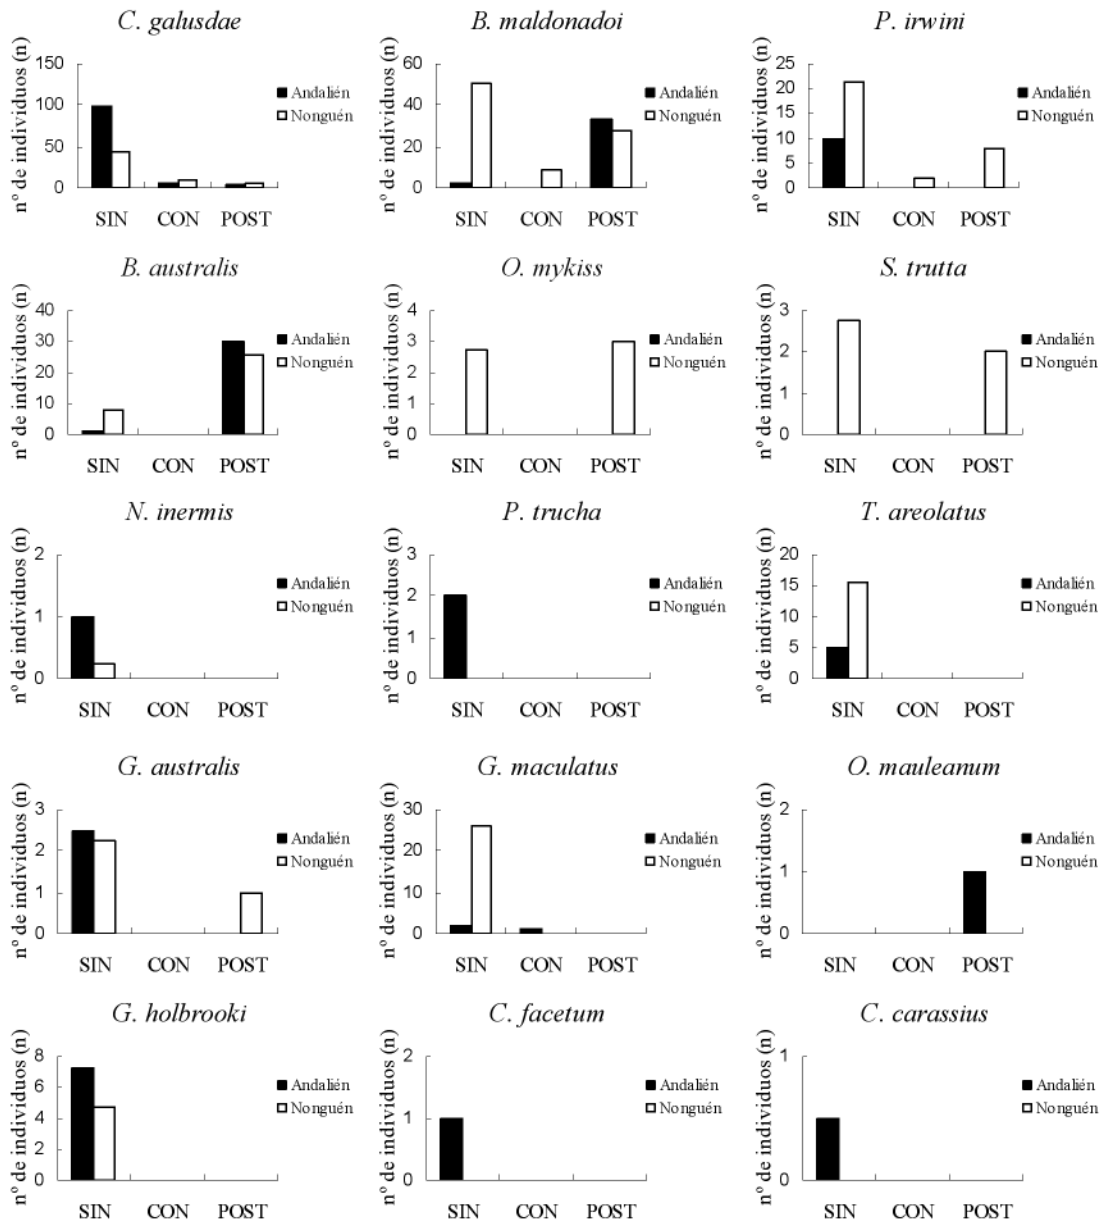 C. galusdae
nº de individuos (n)
150
100
50
0
SIN CON POST
Andalién
Nonguén
B. maldonadoi
nº de individuos (n)
60
40
20
0
SIN CON POST
Andalién
Nonguén
P. irwini
nº de individuos (n)
25
20
15
10
5
0
SIN CON POST
Andalién
Nonguén
B. australis
nº de individuos (n)
40
30
20
10
0
SIN CON POST
Andalién
Nonguén
O. mykiss
nº de individuos (n)
4
3
2
1
0
SIN CON POST
Andalién
Nonguén
S. trutta
nº de individuos (n)
3
2
1
0
SIN CON POST
Andalién
Nonguén
N. inermis
nº de individuos (n)
2
1
0
SIN CON POST
Andalién
Nonguén
P. trucha
nº de individuos (n)
3
2
1
0
SIN CON POST
Andalién
Nonguén
T. areolatus
nº de individuos (n)
20
15
10
5
0
SIN CON POST
Andalién
Nonguén
G. australis
nº de individuos (n)
3
2
1
0
SIN CON POST
Andalién
Nonguén
G. maculatus
nº de individuos (n)
30
20
10
0
SIN CON POST
Andalién
Nonguén
O. mauleanum
nº de individuos (n)
2
1
0
SIN CON POST
Andalién
Nonguén
G. holbrooki
nº de individuos (n)
8
6
4
2
0
SIN CON POST
Andalién
Nonguén
C. facetum
nº de individuos (n)
2
1
0
SIN CON POST
Andalién
Nonguén
C. carassius
nº de individuos (n)
1
0
SIN CON POST
Andalién
Nonguén